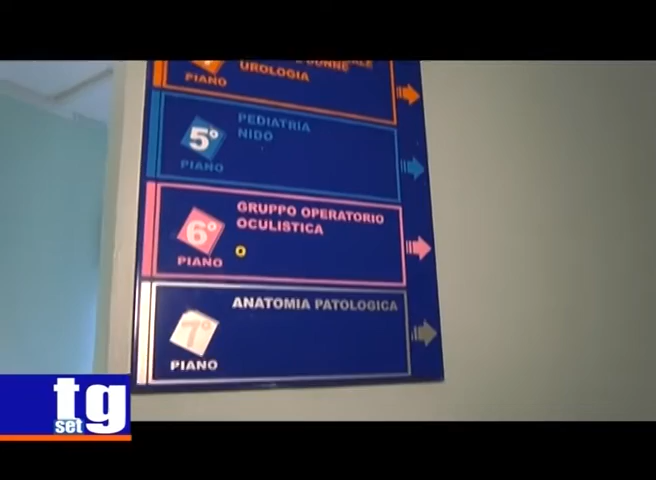 PIANO
UROLOGIA
5°
PIANO
PEDIATRIA
NIDO
6°
PIANO
GRUPPO OPERATORIO
OCULISTICA
O
7°
PIANO
ANATOMIA PATOLOGICA
tg
set